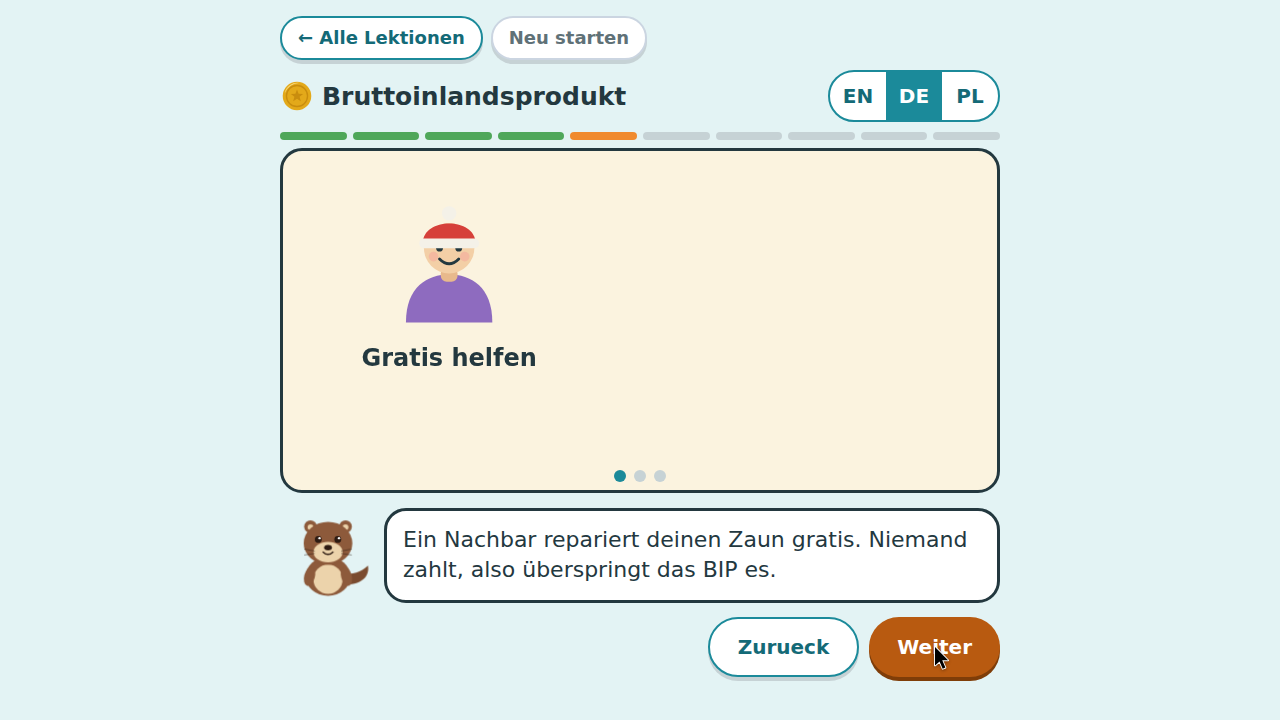 ← Alle Lektionen
Neu starten
Bruttoinlandsprodukt
EN DE PL
Gratis helfen
Ein Nachbar repariert deinen Zaun gratis. Niemand
zahlt, also überspringt das BIP es.
Zurueck
Weiter